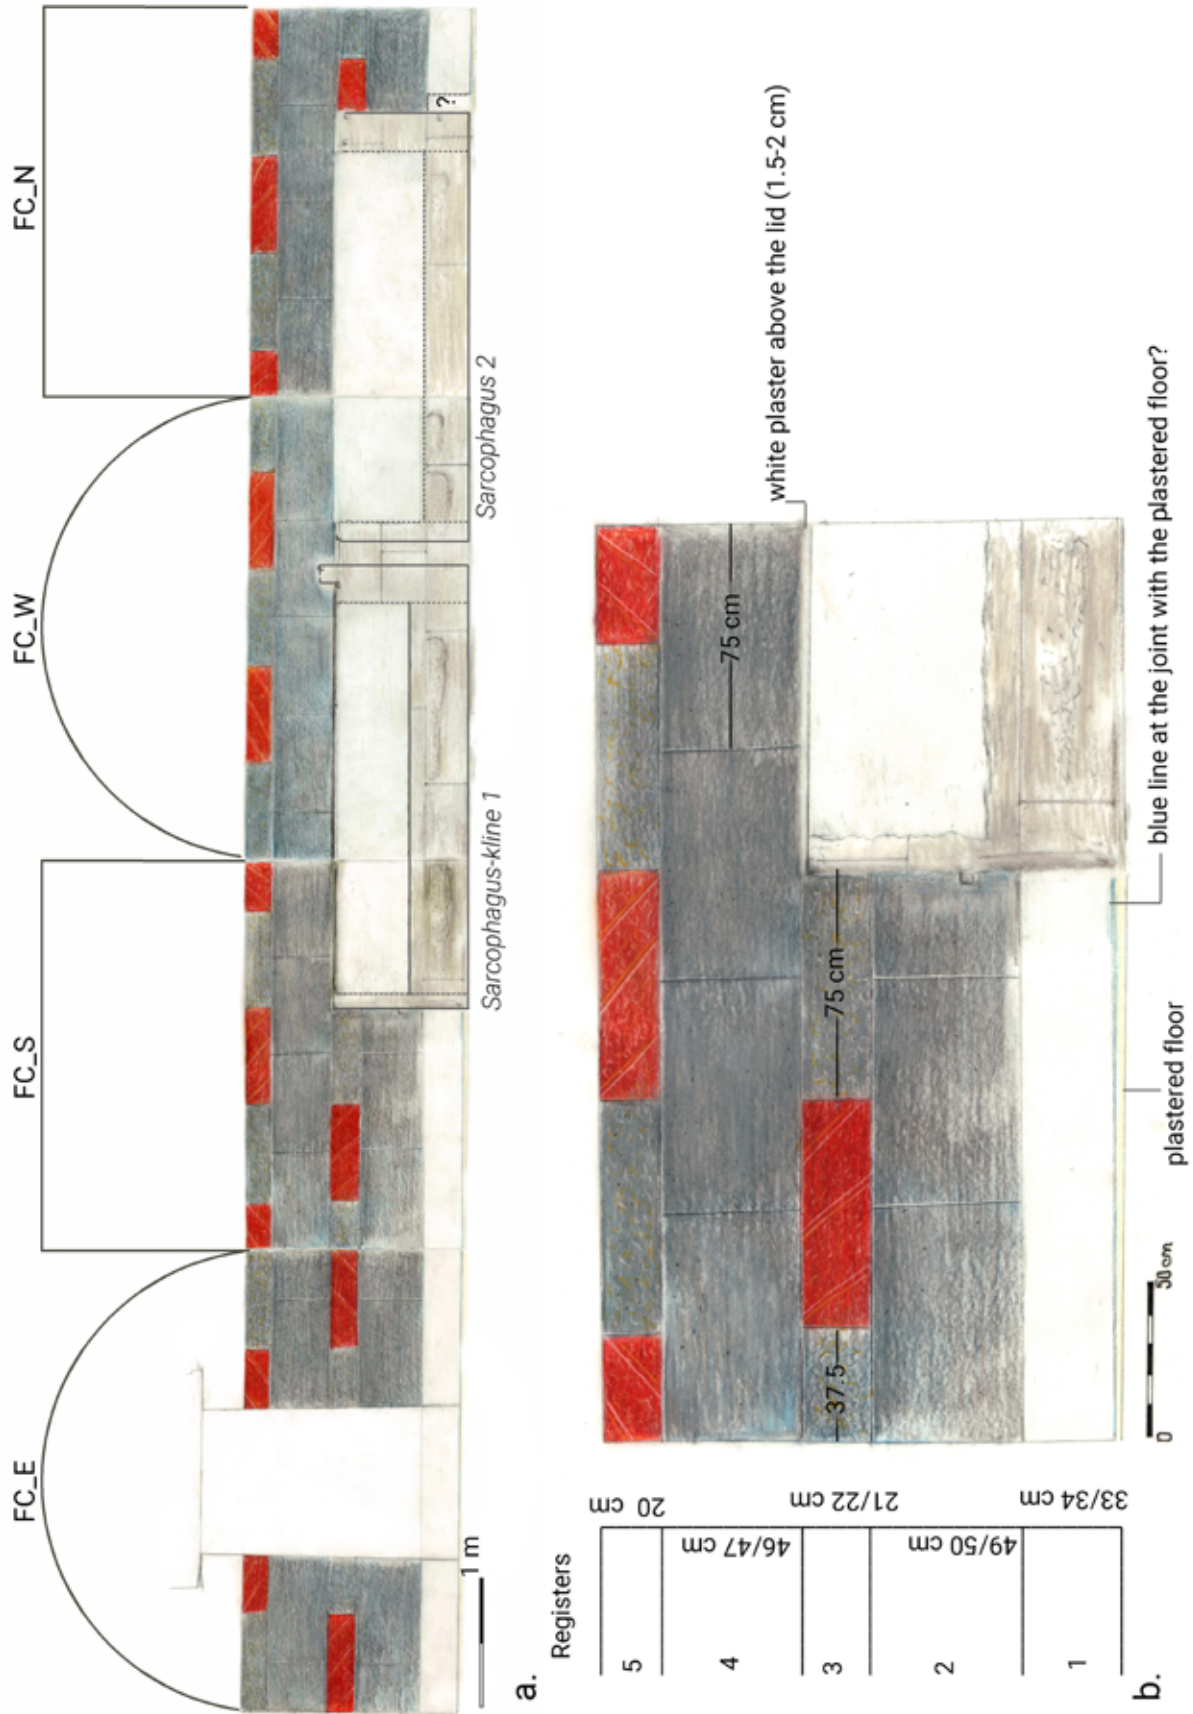 FC_E
FC_S
FC_W
FC_N
?
Sarcophagus-kline 1
Sarcophagus 2
1 m
a.
Registers
5
4
3
2
1
20 cm
46/47 cm
21/22 cm
49/50 cm
33/34 cm
75 cm
75 cm
37.5
white plaster above the lid (1.5-2 cm)
blue line at the joint with the plastered floor?
plastered floor
0
50 cm
b.